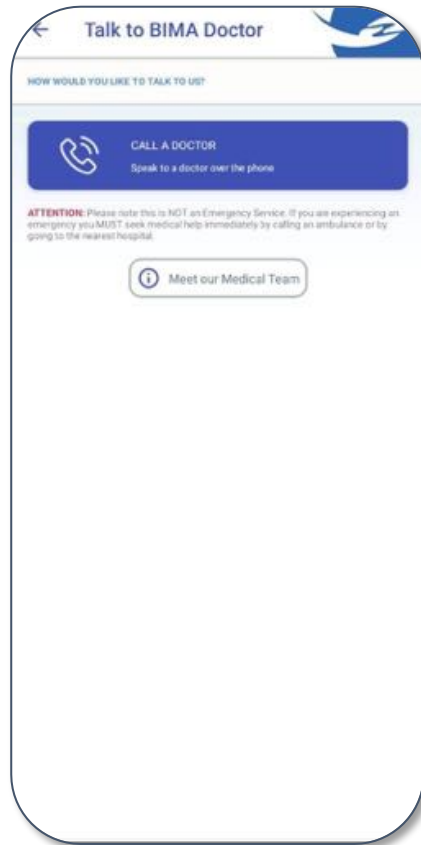 Talk to BIMA Doctor
HOW WOULD YOU LIKE TO TALK TO US?
CALL A DOCTOR
Speak to a doctor over the phone
ATTENTION: Please note this is NOT an Emergency Service. If you are experiencing an
emergency you MUST seek medical help immediately by calling an ambulance or by
going to the nearest hospital.
Meet our Medical Team